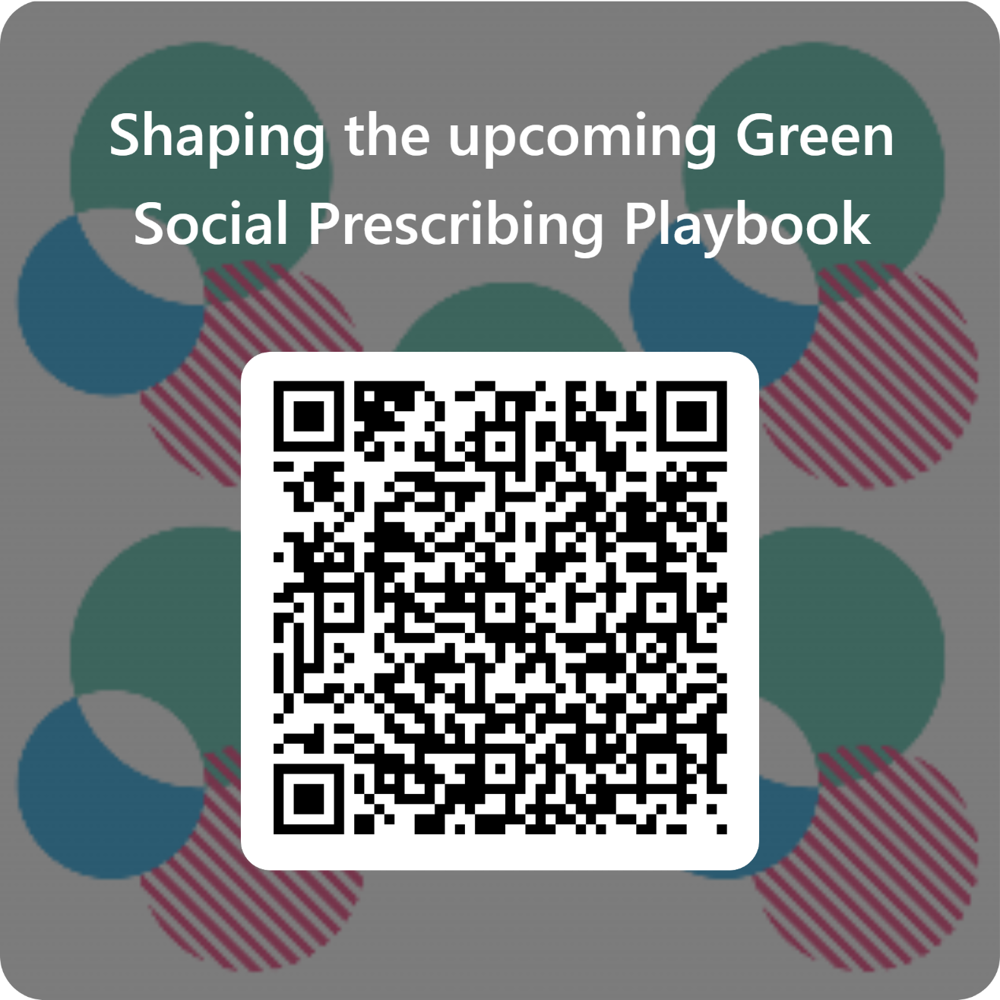 Shaping the upcoming Green
Social Prescribing Playbook